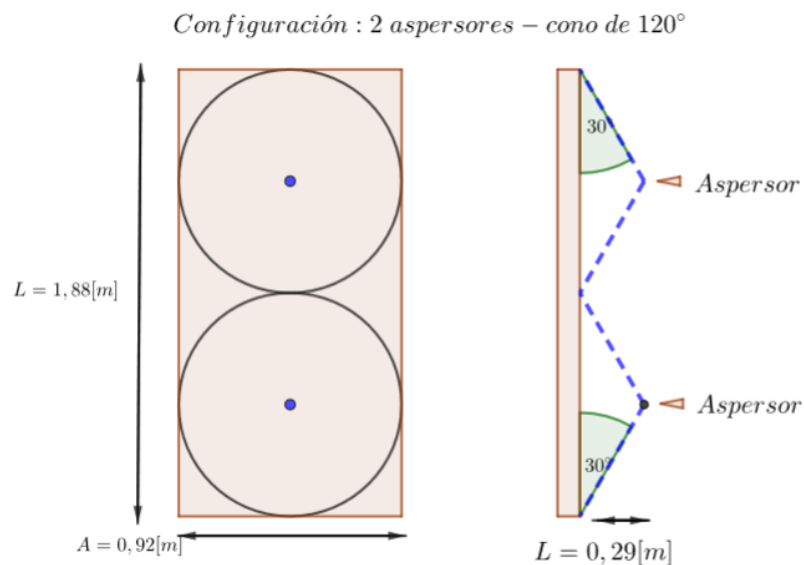 Configuración : 2 aspersores – cono de 120°
30
Aspersor
L = 1,88[m]
Aspersor
30°
A = 0,92[m]
L = 0,29[m]